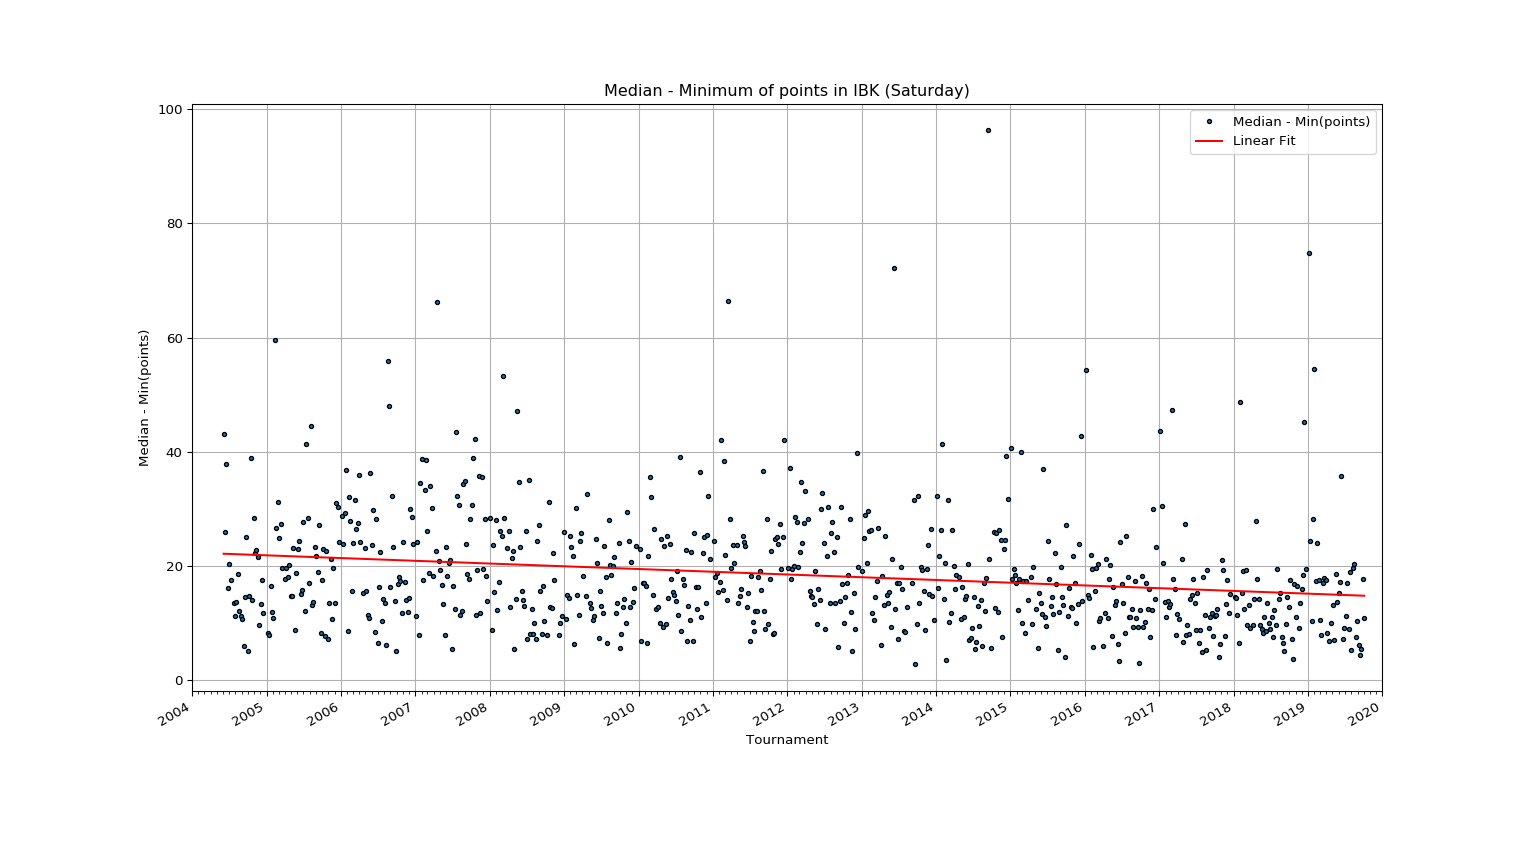 Median - Minimum of points in IBK (Saturday)
Median - Min(points)
Linear Fit
100
80
60
40
20
0
Median - Min(points)
2004 2005 2006 2007 2008 2009 2010 2011 2012 2013 2014 2015 2016 2017 2018 2019 2020
Tournament